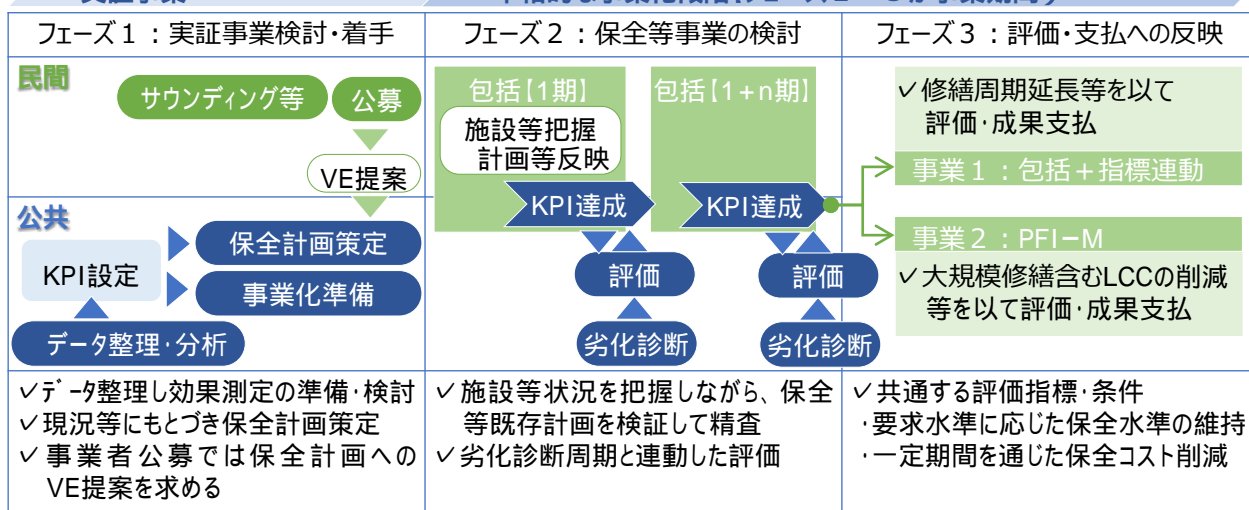 フェーズ1：実証事業検討・着手
フェーズ2：保全等事業の検討
フェーズ3：評価・支払への反映
民間
サウンディング等
公募
VE提案
公共
KPI設定
保全計画策定
事業化準備
データ整理・分析
包括【1期】
包括【1+n期】
施設等把握
計画等反映
KPI達成
KPI達成
評価
評価
劣化診断
劣化診断
✓修繕周期延長等を以て
評価・成果支払
事業1：包括＋指標連動
事業2：PFI－M
✓大規模修繕含むLCCの削減
等を以て評価・成果支払
✓データ整理し効果測定の準備・検討
✓現況等にもとづき保全計画策定
✓事業者公募では保全計画への
VE提案を求める
✓施設等状況を把握しながら、保全
等既存計画を検証して精査
✓劣化診断周期と連動した評価
✓共通する評価指標・条件
・要求水準に応じた保全水準の維持
・一定期間を通じた保全コスト削減